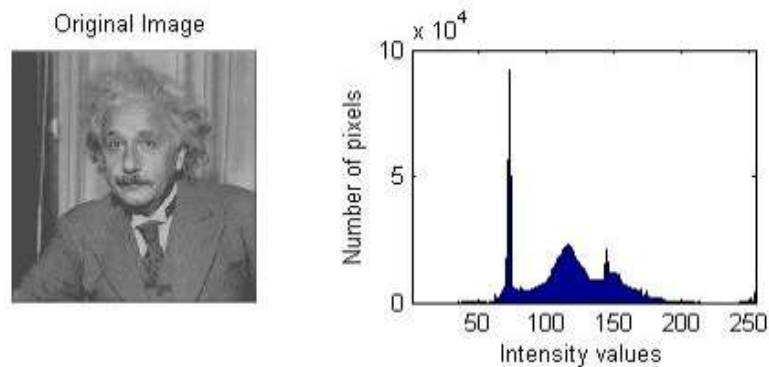 Original Image
x 10^4
10
5
0
Number of pixels
50 100 150 200 250
Intensity values